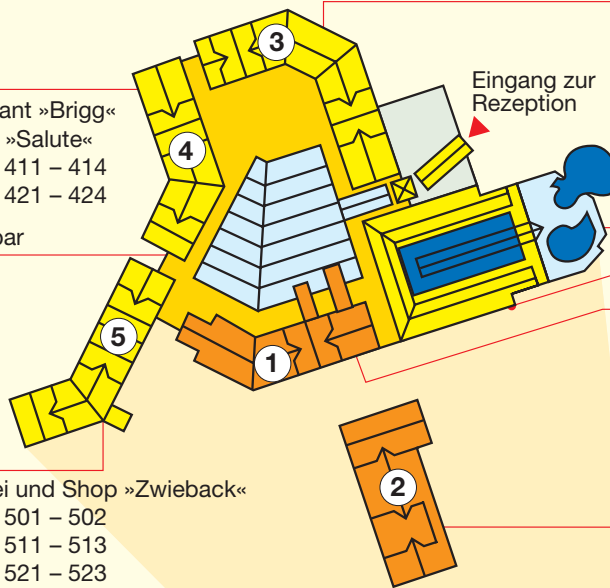 3
Eingang zur
Rezeption
ant »Brigg«
»Salute«
411 – 414
421 – 424
bar
4
5
1
2
ei und Shop »Zwieback«
501 – 502
511 – 513
521 – 523